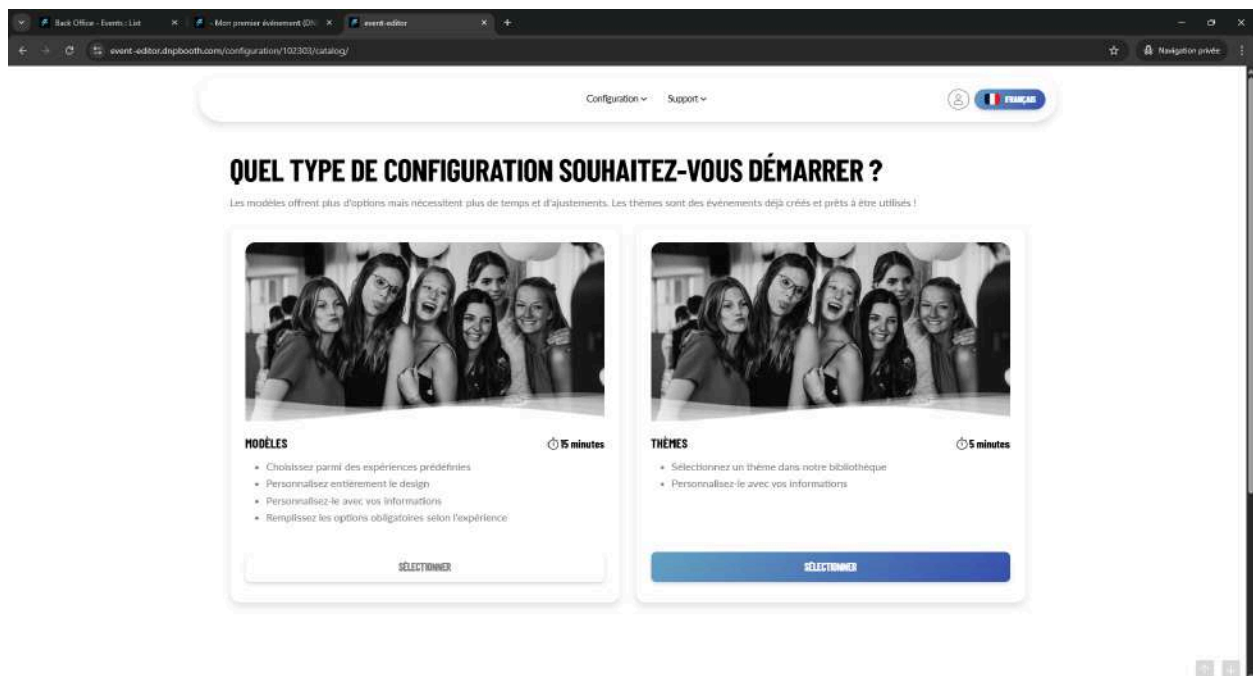 Back Office - Events : List
- Mon premier événement (DN
event-editor
event-editor.dnpbooth.com/configuration/102303/catalog/
Navigation privée
Configuration
Support
FRANÇAIS
QUEL TYPE DE CONFIGURATION SOUHAITEZ-VOUS DÉMARRER ?
Les modèles offrent plus d'options mais nécessitent plus de temps et d'ajustements. Les thèmes sont des événements déjà créés et prêts à être utilisés !
MODÈLES
15 minutes
Choisissez parmi des expériences prédéfinies
Personnalisez entièrement le design
Personnalisez-le avec vos informations
Remplissez les options obligatoires selon l'expérience
SÉLECTIONNER
THÈMES
5 minutes
Sélectionnez un thème dans notre bibliothèque
Personnalisez-le avec vos informations
SÉLECTIONNER